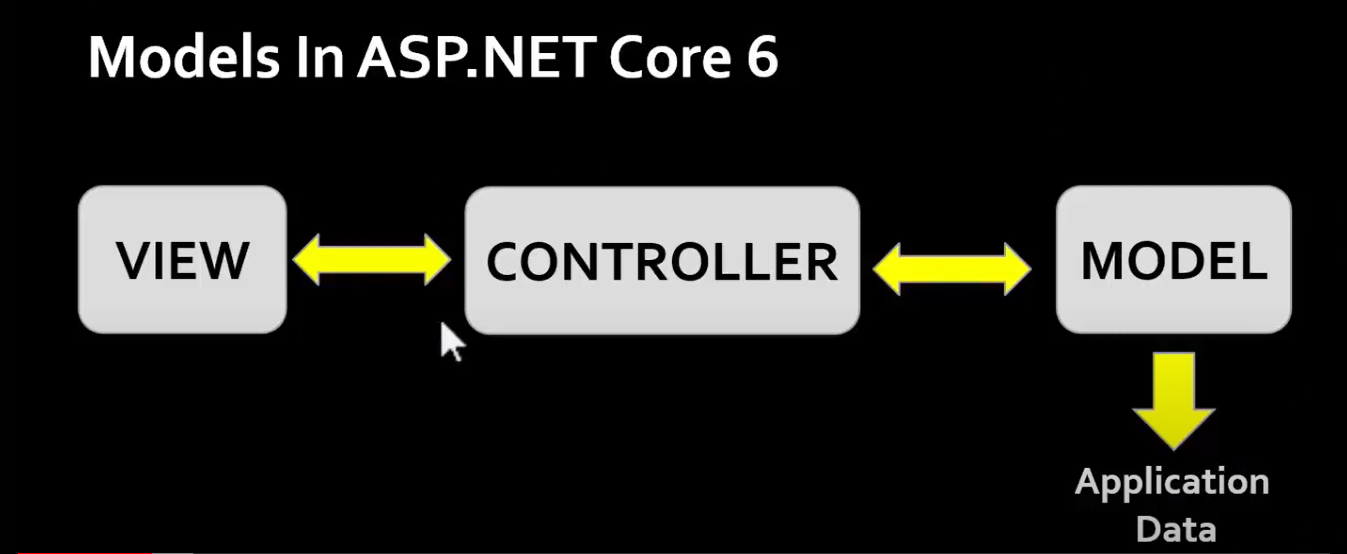 Models In ASP.NET Core 6
VIEW
CONTROLLER
MODEL
Application
Data